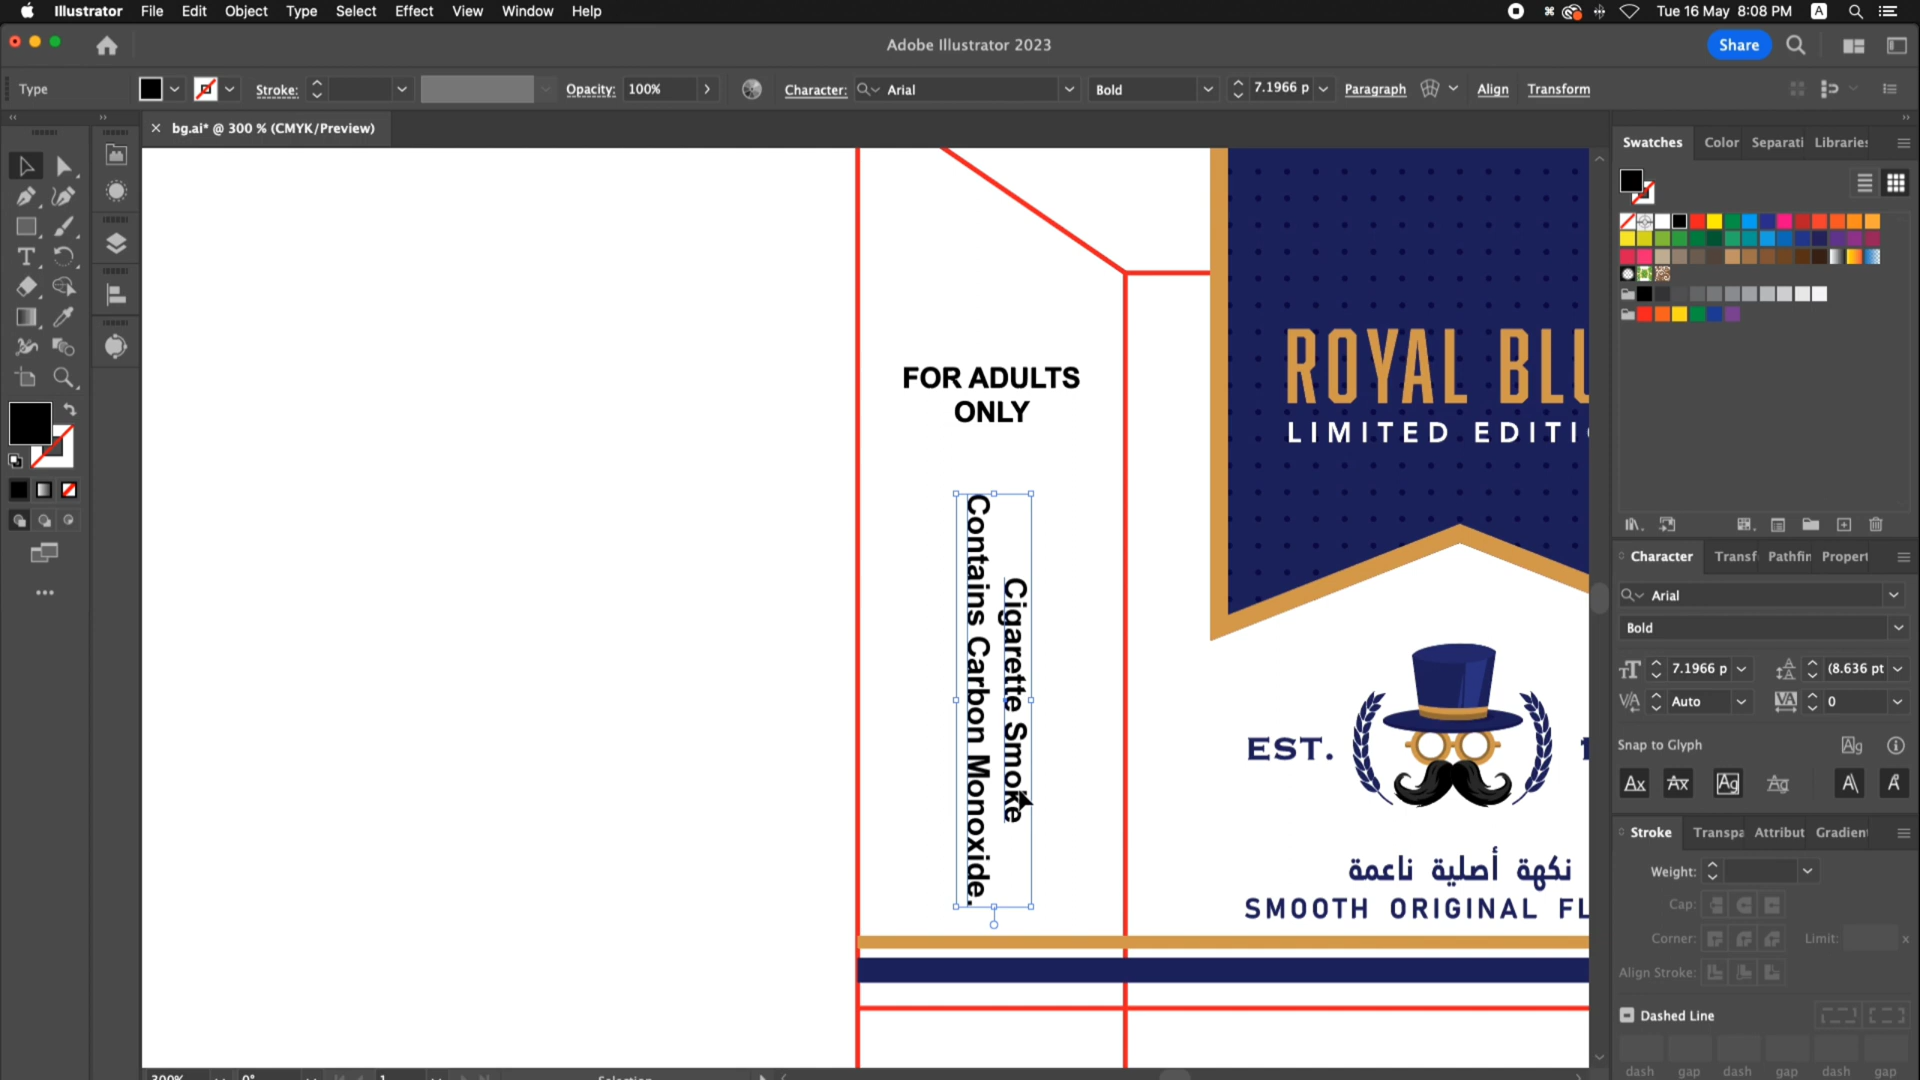 Illustrator File Edit Object Type Select Effect View Window Help
Tue 16 May 8:08 PM A
Adobe Illustrator 2023
Share
Type
Stroke:
Opacity: 100%
Character: Arial
Bold
7.1966 p
Paragraph
Align
Transform
bg.ai* @ 300 % (CMYK/Preview)
FOR ADULTS
ONLY
Cigarette Smoke
Contains Carbon Monoxide.
ROYAL BLU
LIMITED EDITI
EST.
نكهة أصلية ناعمة
SMOOTH ORIGINAL FL
Swatches Color Separati Libraries
Character Transf Pathfin Propert
Arial
Bold
7.1966 p (8.636 pt
Auto 0
Snap to Glyph
Stroke Transpa Attribut Gradien
Weight:
Cap:
Corner: Limit: x
Align Stroke:
Dashed Line
dash gap dash gap dash gap
300% 0° 1 Selection